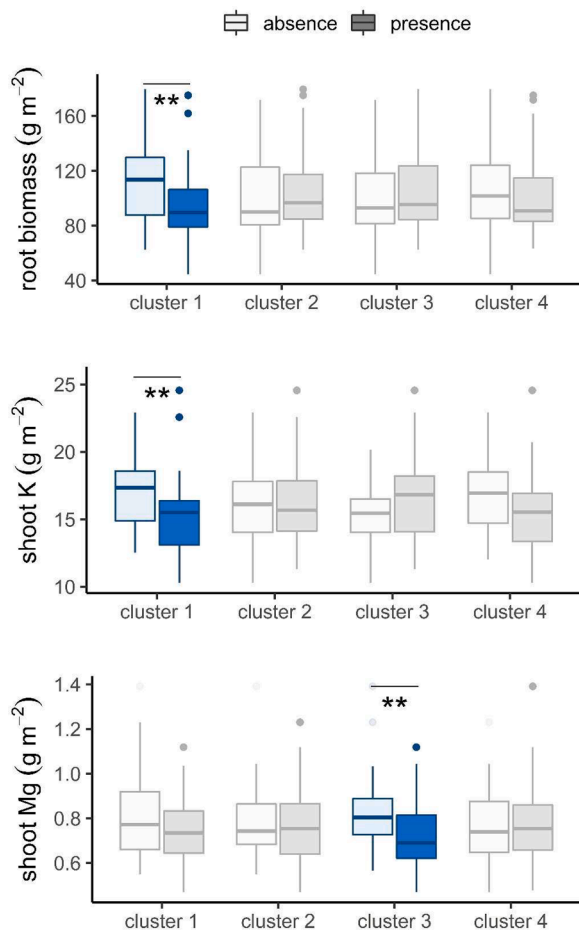 absence presence
root biomass (g m⁻²)
160
120
80
40
**
cluster 1 cluster 2 cluster 3 cluster 4
shoot K (g m⁻²)
25
20
15
10
**
cluster 1 cluster 2 cluster 3 cluster 4
shoot Mg (g m⁻²)
1.4
1.2
1.0
0.8
0.6
**
cluster 1 cluster 2 cluster 3 cluster 4